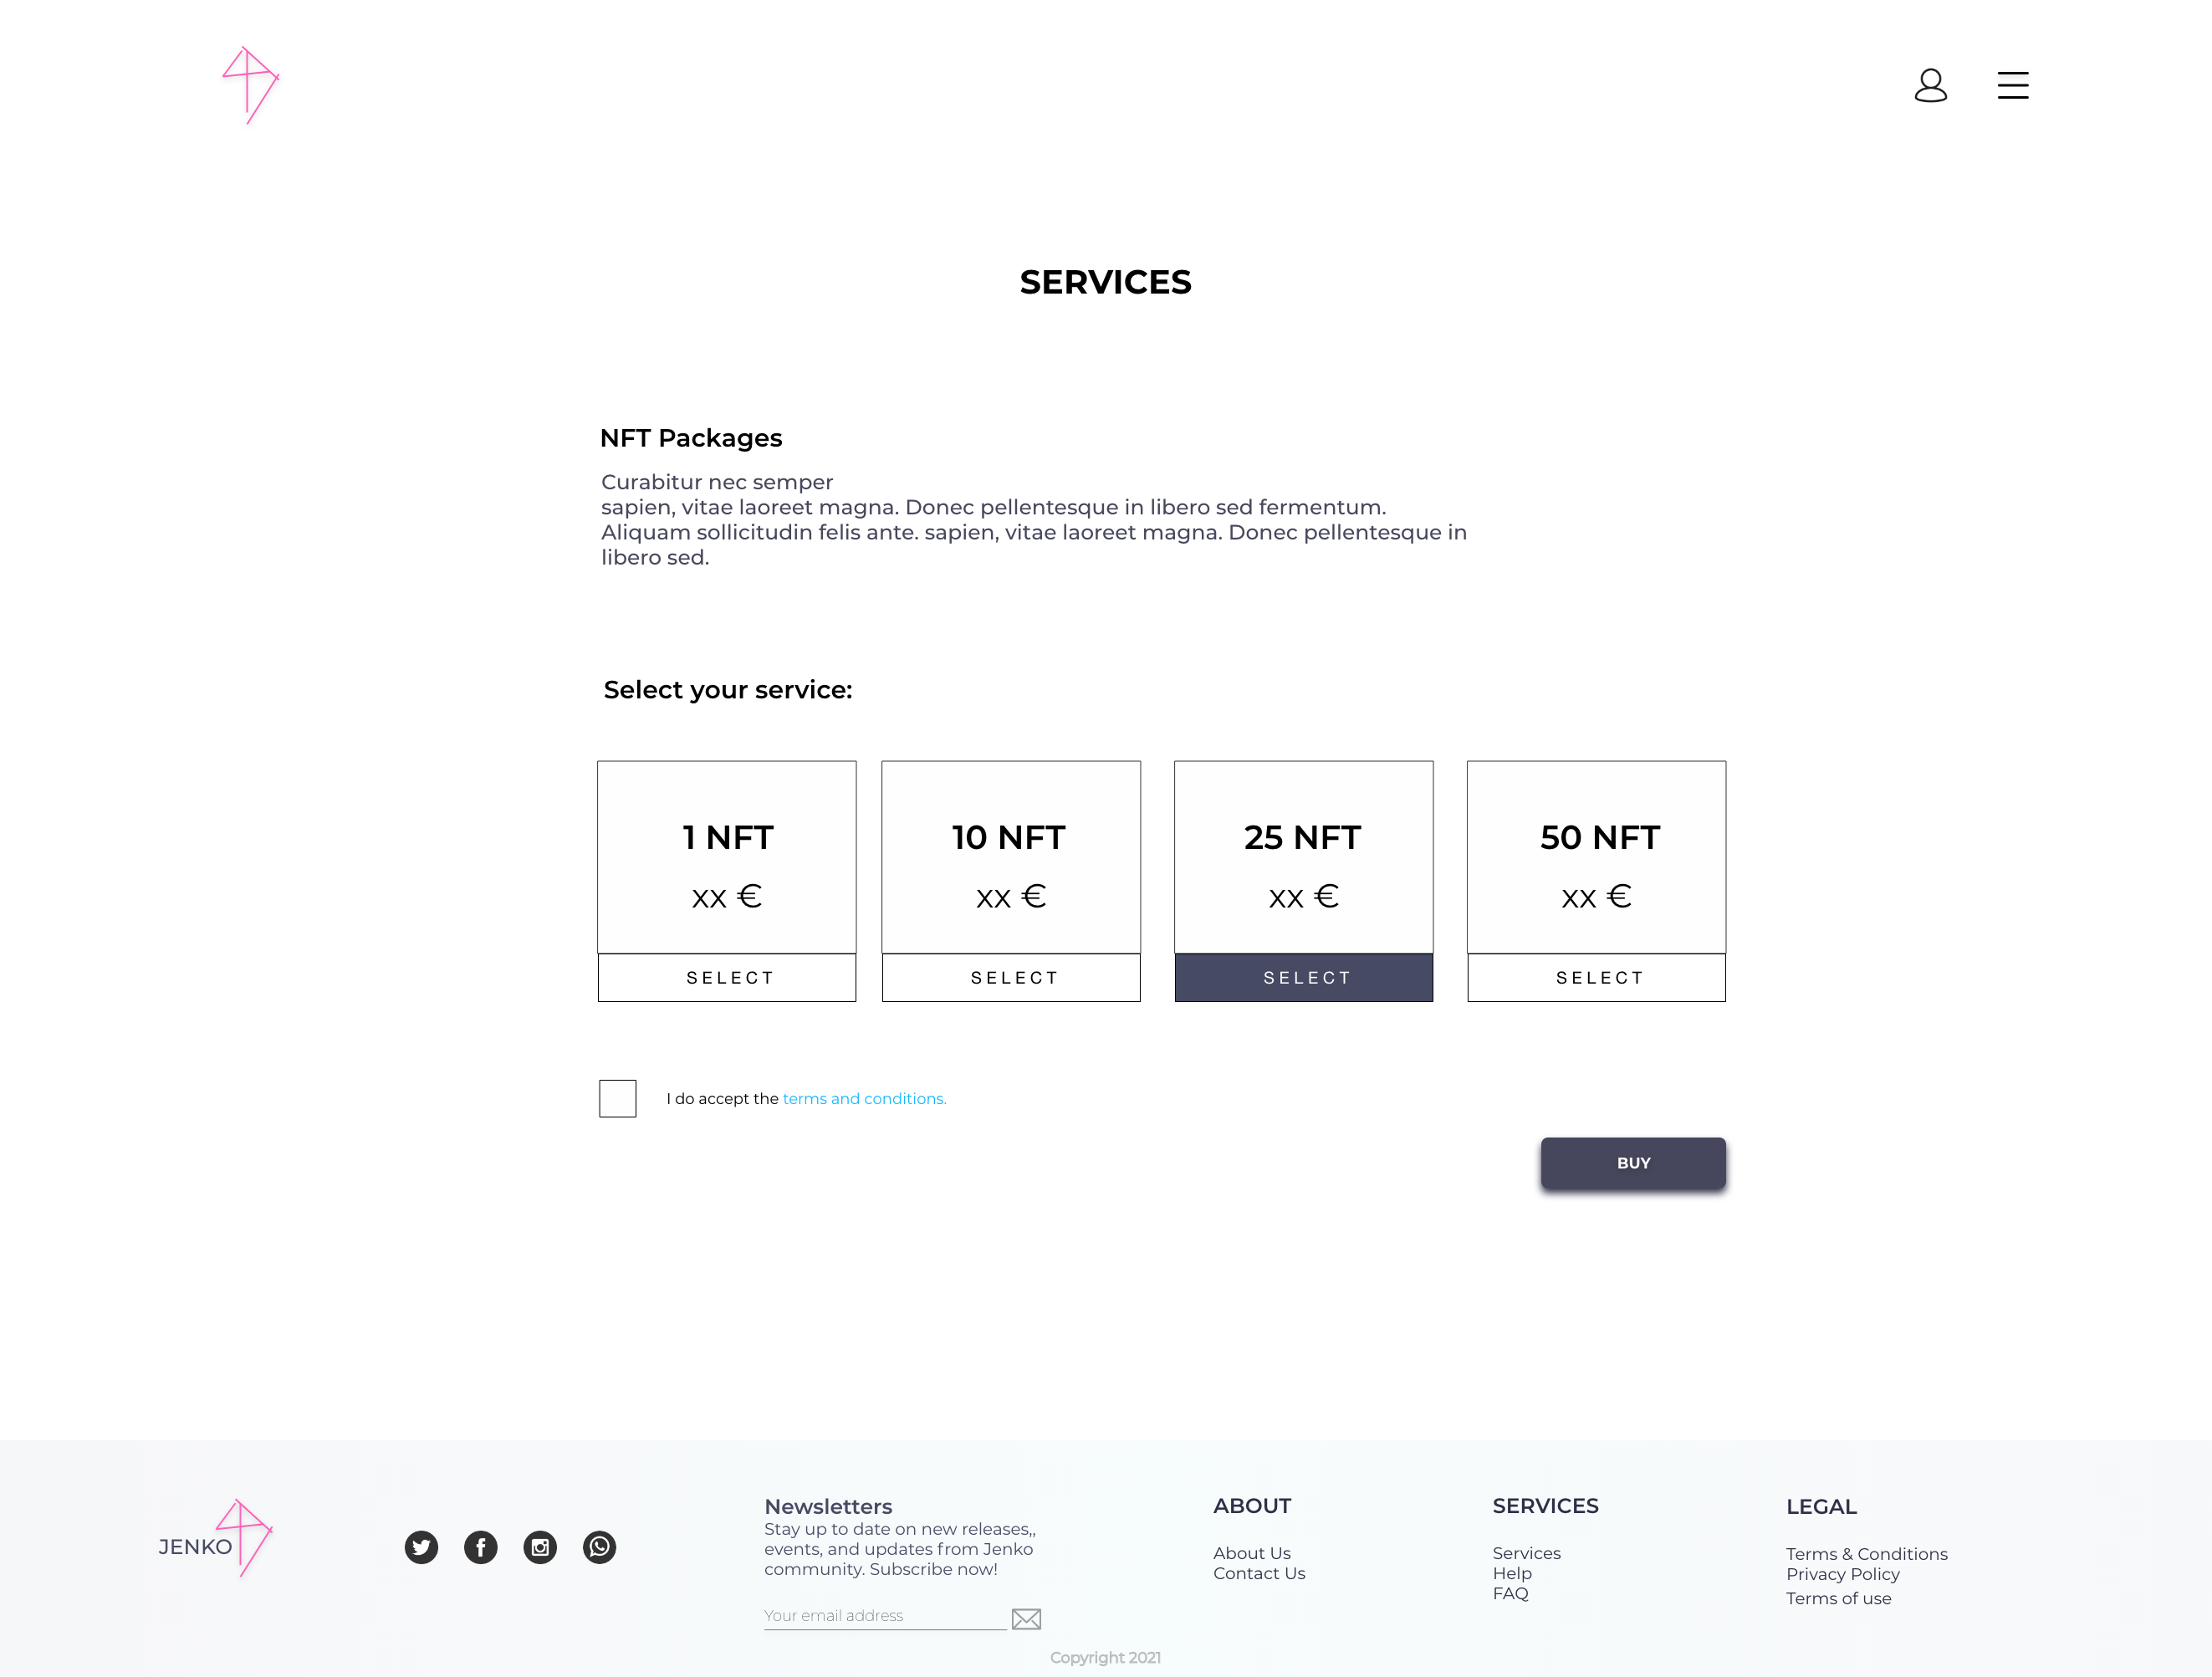 SERVICES
NFT Packages
Curabitur nec semper
sapien, vitae laoreet magna. Donec pellentesque in libero sed fermentum.
Aliquam sollicitudin felis ante. sapien, vitae laoreet magna. Donec pellentesque in
libero sed.
Select your service:
1 NFT
xx €
SELECT
10 NFT
xx €
SELECT
25 NFT
xx €
SELECT
50 NFT
xx €
SELECT
I do accept the terms and conditions.
BUY
JENKO
Newsletters
Stay up to date on new releases,,
events, and updates from Jenko
community. Subscribe now!
Your email address
ABOUT
About Us
Contact Us
SERVICES
Services
Help
FAQ
LEGAL
Terms & Conditions
Privacy Policy
Terms of use
Copyright 2021